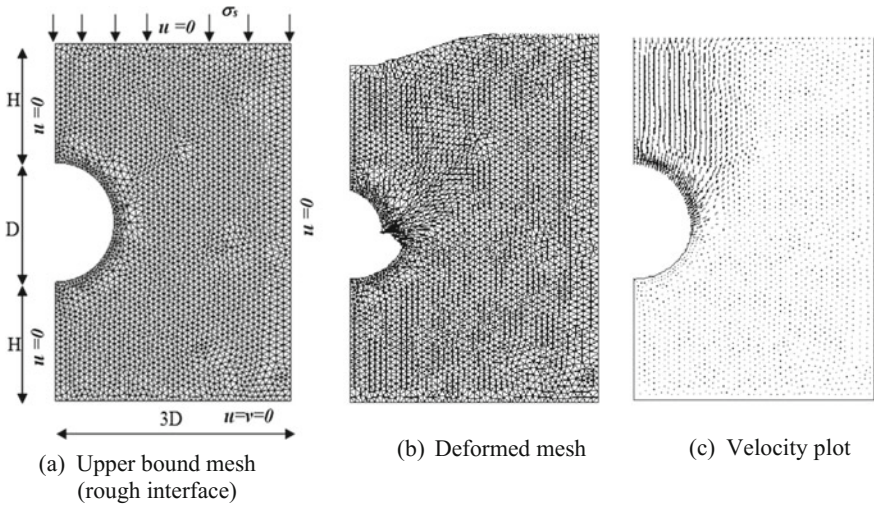 σs
u=0
H
u=0
D
u=0
H
u=0
3D
u=v=0
(a) Upper bound mesh
(rough interface)
(b) Deformed mesh
(c) Velocity plot